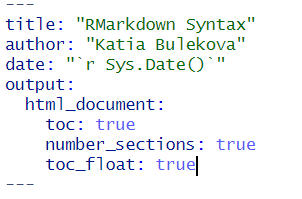 ---
title: "RMarkdown Syntax"
author: "Katia Bulekova"
date: "`r Sys.Date()`"
output:
  html_document:
    toc: true
    number_sections: true
    toc_float: true
---